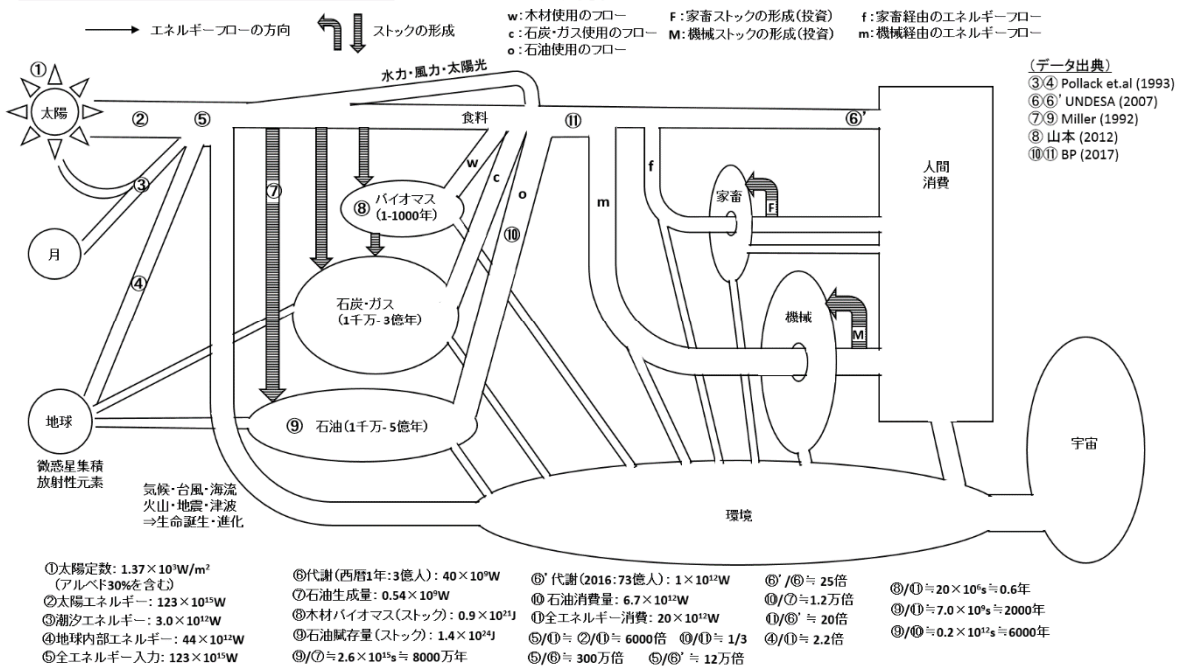 エネルギーフローの方向
ストックの形成
w:木材使用のフロー
c:石炭・ガス使用のフロー
o:石油使用のフロー
F:家畜ストックの形成(投資)
M:機械ストックの形成(投資)
f:家畜経由のエネルギーフロー
m:機械経由のエネルギーフロー
(データ出典)
③④ Pollack et.al (1993)
⑥⑥' UNDESA (2007)
⑦⑨ Miller (1992)
⑧ 山本 (2012)
⑩⑪ BP (2017)
①
太陽
②
⑤
水力・風力・太陽光
食料
⑪
⑥'
人間
消費
③
月
④
⑦
⑧
バイオマス
(1-1000年)
w
c
o
⑩
f
m
家畜
F
石炭・ガス
(1千万- 3億年)
機械
M
地球
微惑星集積
放射性元素
⑨ 石油(1千万- 5億年)
宇宙
気候・台風・海流
火山・地震・津波
⇒生命誕生・進化
環境
①太陽定数: 1.37×10³W/m²
(アルベド30%を含む)
②太陽エネルギー: 123×10¹⁵W
③潮汐エネルギー: 3.0×10¹²W
④地球内部エネルギー: 44×10¹²W
⑤全エネルギー入力: 123×10¹⁵W
⑥代謝(西暦1年:3億人): 40×10⁹W
⑦石油生成量: 0.54×10⁹W
⑧木材バイオマス(ストック): 0.9×10²¹J
⑨石油賦存量(ストック): 1.4×10²⁴J
⑨/⑦≒2.6×10¹⁵s≒ 8000万年
⑥' 代謝(2016:73億人): 1×10¹²W
⑩ 石油消費量: 6.7×10¹²W
⑪全エネルギー消費: 20×10¹²W
⑤/⑪≒ ②/⑪≒ 6000倍 ⑩/⑪≒ 1/3
⑤/⑥≒ 300万倍 ⑤/⑥'≒ 12万倍
⑥'/⑥≒ 25倍
⑩/⑦≒1.2万倍
⑪/⑥'≒ 20倍
④/⑪≒ 2.2倍
⑧/⑪≒20×10⁶s≒0.6年
⑨/⑪≒7.0×10⁹s≒2000年
⑨/⑩≒0.2×10¹²s≒6000年